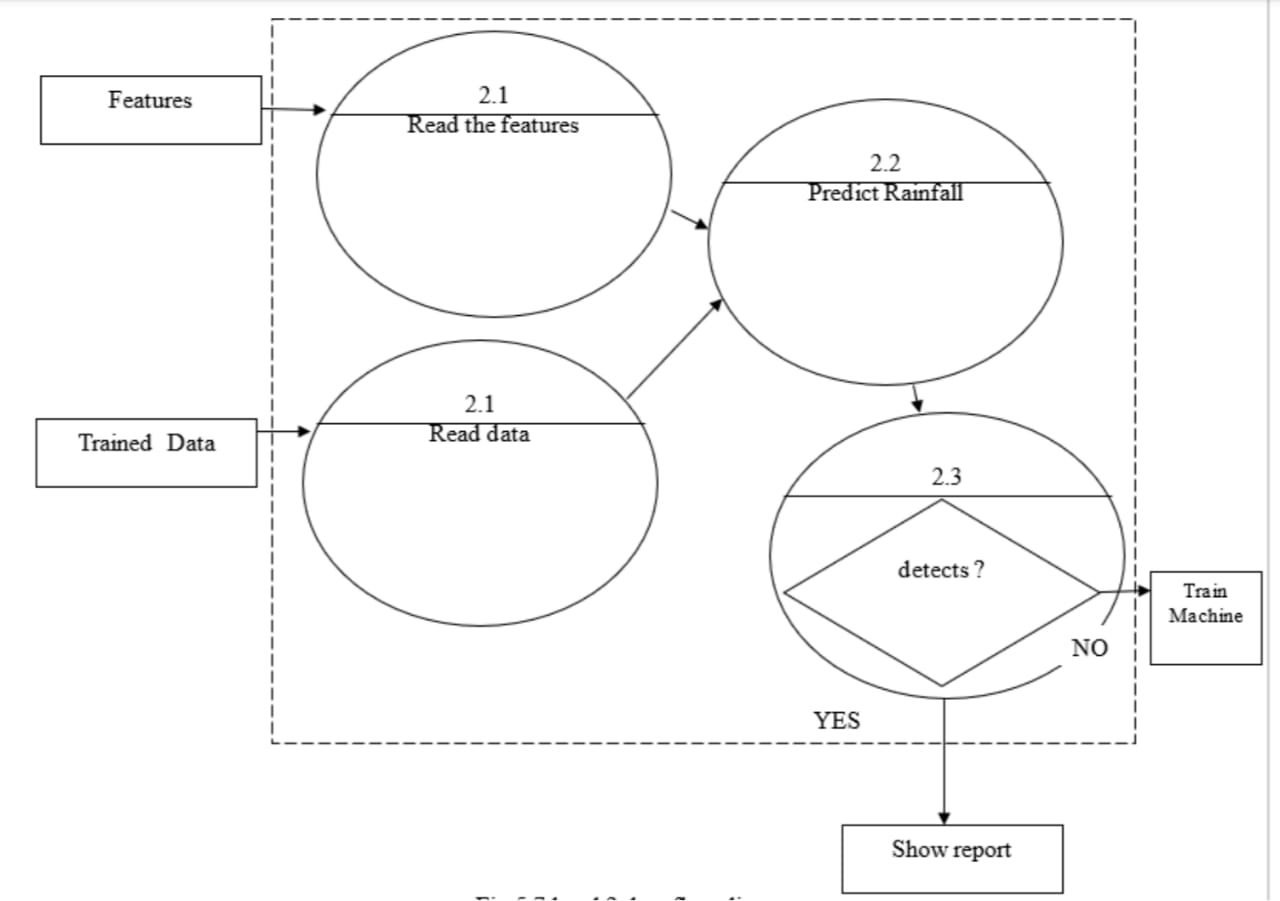 Features
2.1
Read the features
2.2
Predict Rainfall
Trained Data
2.1
Read data
2.3
detects ?
Train
Machine
NO
YES
Show report